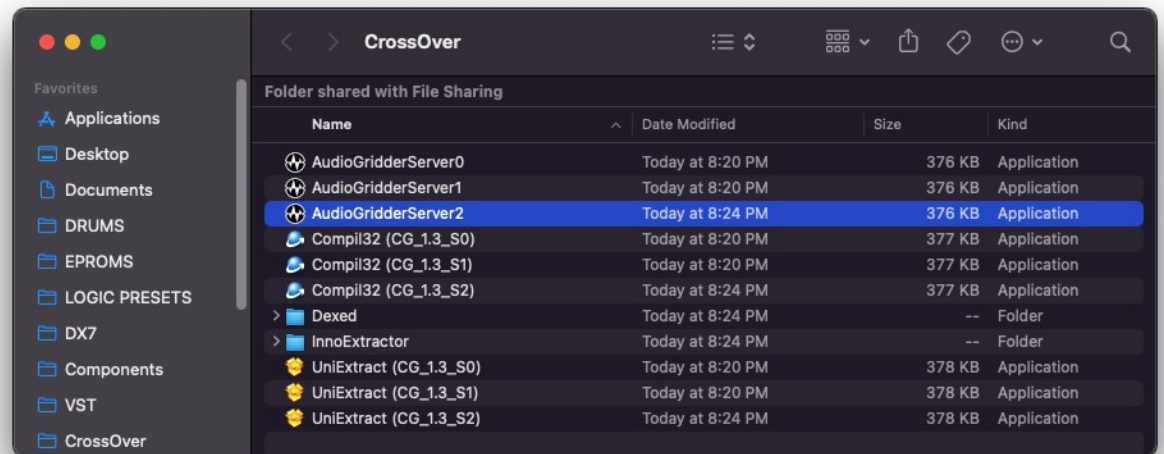 CrossOver
Favorites
Applications
Desktop
Documents
DRUMS
EPROMS
LOGIC PRESETS
DX7
Components
VST
CrossOver
Folder shared with File Sharing
Name Date Modified Size Kind
AudioGridderServer0 Today at 8:20 PM 376 KB Application
AudioGridderServer1 Today at 8:20 PM 376 KB Application
AudioGridderServer2 Today at 8:24 PM 376 KB Application
Compil32 (CG_1.3_S0) Today at 8:20 PM 377 KB Application
Compil32 (CG_1.3_S1) Today at 8:20 PM 377 KB Application
Compil32 (CG_1.3_S2) Today at 8:24 PM 377 KB Application
Dexed Today at 8:24 PM -- Folder
InnoExtractor Today at 8:24 PM -- Folder
UniExtract (CG_1.3_S0) Today at 8:20 PM 378 KB Application
UniExtract (CG_1.3_S1) Today at 8:20 PM 378 KB Application
UniExtract (CG_1.3_S2) Today at 8:24 PM 378 KB Application